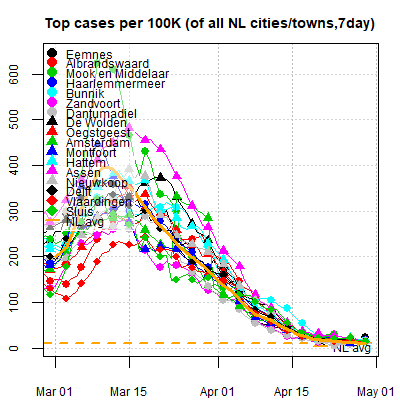 Top cases per 100K (of all NL cities/towns,7day)
Eemnes
Albrandswaard
Mook en Middelaar
Haarlemmermeer
Bunnik
Zandvoort
Dantumadiel
De Wolden
Oegstgeest
Amsterdam
Montfoort
Hattem
Assen
Nieuwkoop
Delft
Vlaardingen
Sluis
NL avg
0
100
200
300
400
600
NL avg
Mar 01
Mar 15
Apr 01
Apr 15
May 01